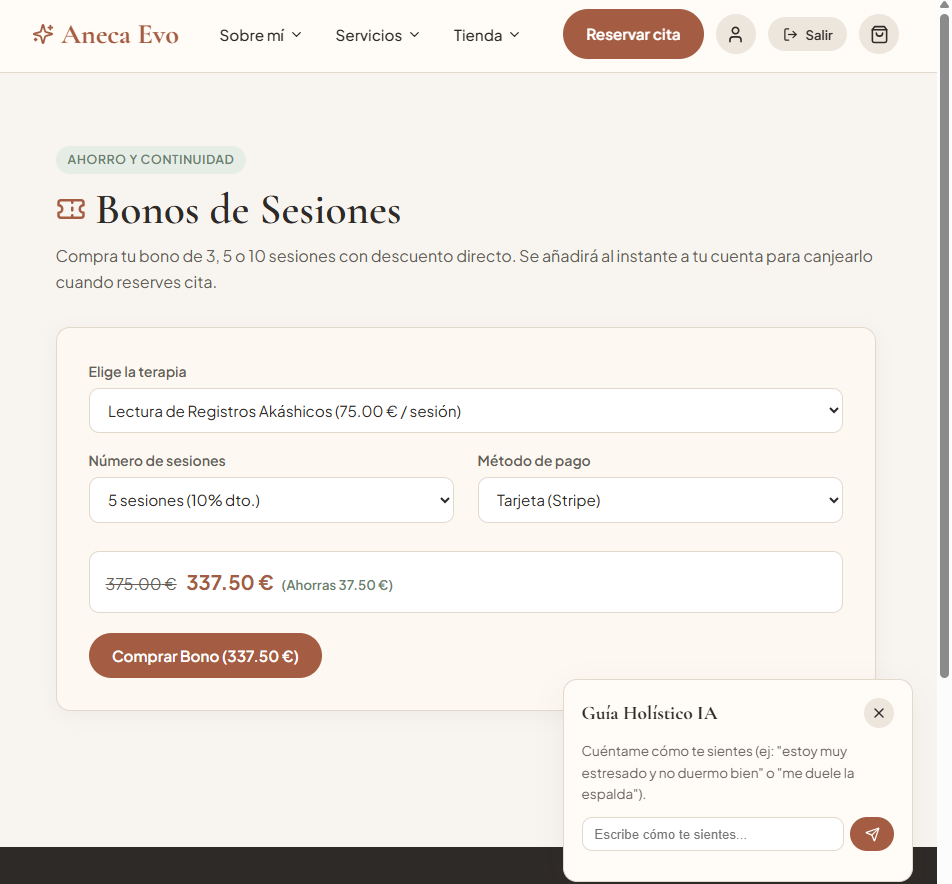 Aneca Evo
Sobre mí
Servicios
Tienda
Reservar cita
Salir
AHORRO Y CONTINUIDAD
Bonos de Sesiones
Compra tu bono de 3, 5 o 10 sesiones con descuento directo. Se añadirá al instante a tu cuenta para canjearlo
cuando reserves cita.
Elige la terapia
Lectura de Registros Akáshicos (75.00 € / sesión)
Número de sesiones
Método de pago
5 sesiones (10% dto.)
Tarjeta (Stripe)
375.00 € 337.50 € (Ahorras 37.50 €)
Comprar Bono (337.50 €)
Guía Holístico IA
Cuéntame cómo te sientes (ej: "estoy muy
estresado y no duermo bien" o "me duele la
espalda").
Escribe cómo te sientes...